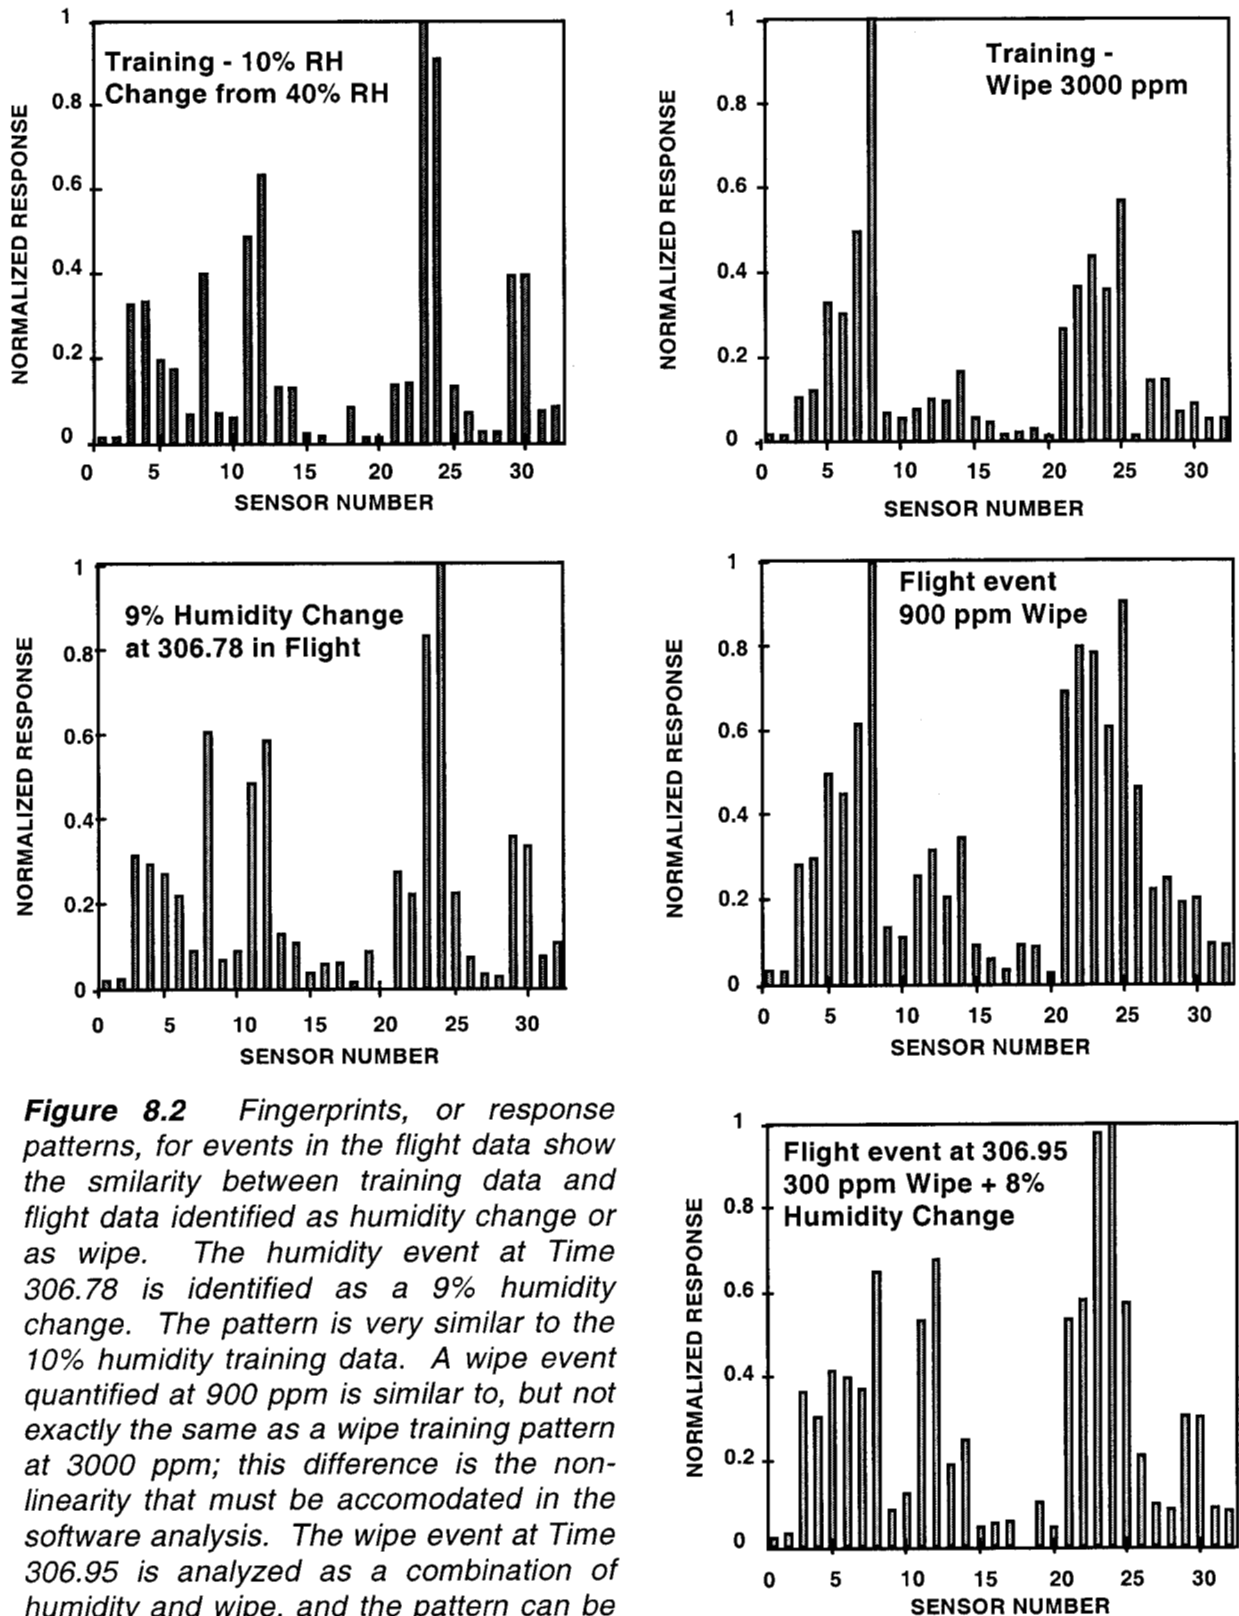 Training - 10% RH
Change from 40% RH
NORMALIZED RESPONSE
1
0.8
0.6
0.4
0.2
0
0 5 10 15 20 25 30
SENSOR NUMBER
Training -
Wipe 3000 ppm
NORMALIZED RESPONSE
1
0.8
0.6
0.4
0.2
0
0 5 10 15 20 25 30
SENSOR NUMBER
9% Humidity Change
at 306.78 in Flight
NORMALIZED RESPONSE
1
0.8
0.6
0.4
0.2
0
0 5 10 15 20 25 30
SENSOR NUMBER
Flight event
900 ppm Wipe
NORMALIZED RESPONSE
1
0.8
0.6
0.4
0.2
0
0 5 10 15 20 25 30
SENSOR NUMBER
Figure 8.2 Fingerprints, or response
patterns, for events in the flight data show
the smilarity between training data and
flight data identified as humidity change or
as wipe. The humidity event at Time
306.78 is identified as a 9% humidity
change. The pattern is very similar to the
10% humidity training data. A wipe event
quantified at 900 ppm is similar to, but not
exactly the same as a wipe training pattern
at 3000 ppm; this difference is the non-
linearity that must be accomodated in the
software analysis. The wipe event at Time
306.95 is analyzed as a combination of
humidity and wipe, and the pattern can be
Flight event at 306.95
300 ppm Wipe + 8%
Humidity Change
NORMALIZED RESPONSE
1
0.8
0.6
0.4
0.2
0
0 5 10 15 20 25 30
SENSOR NUMBER